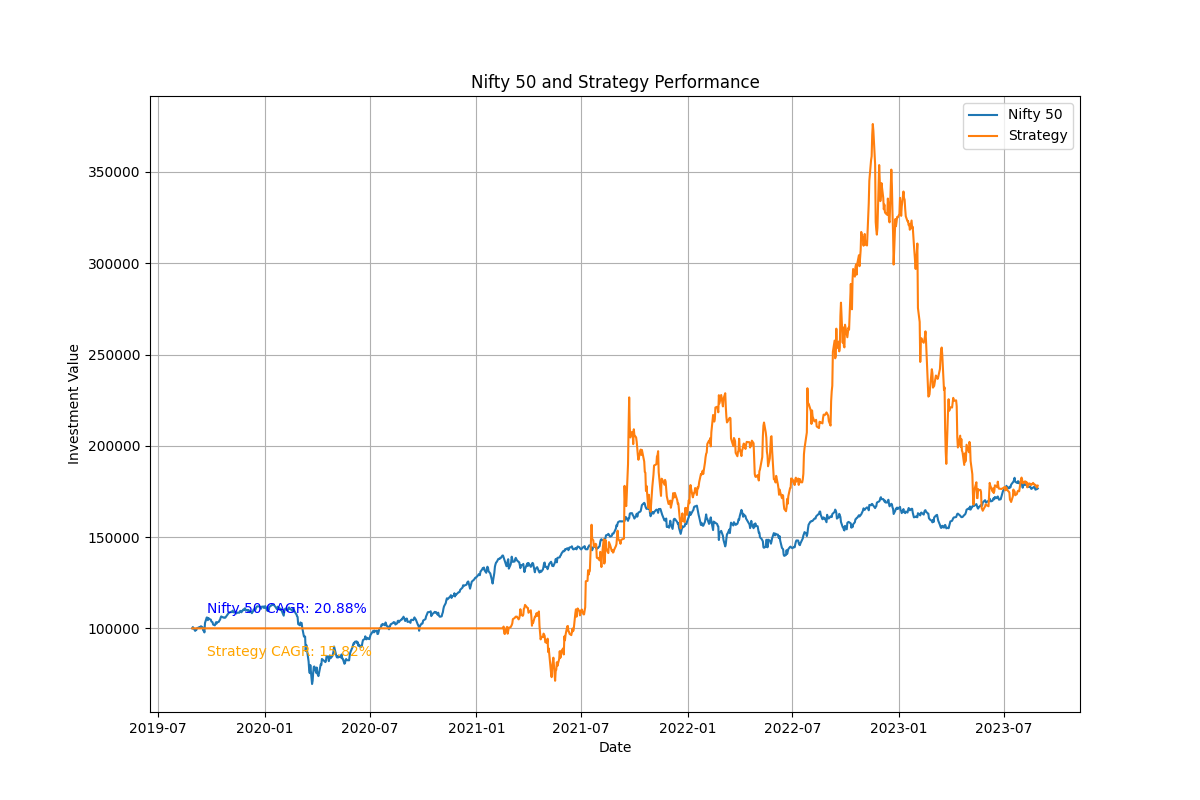 Nifty 50 and Strategy Performance
Nifty 50
Strategy
350000
300000
250000
200000
150000
100000
Investment Value
Nifty 50 CAGR: 20.88%
Strategy CAGR: 15.82%
2019-07
2020-01
2020-07
2021-01
2021-07
2022-01
2022-07
2023-01
2023-07
Date